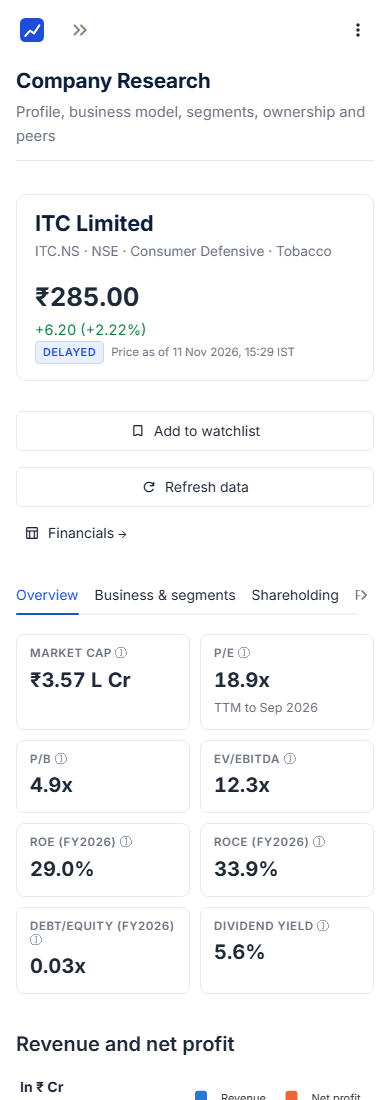 Company Research
Profile, business model, segments, ownership and
peers
ITC Limited
ITC.NS · NSE · Consumer Defensive · Tobacco
₹285.00
+6.20 (+2.22%)
DELAYED Price as of 11 Nov 2026, 15:29 IST
Add to watchlist
Refresh data
Financials →
Overview Business & segments Shareholding
MARKET CAP ⓘ P/E ⓘ
₹3.57 L Cr 18.9x
TTM to Sep 2026
P/B ⓘ EV/EBITDA ⓘ
4.9x 12.3x
ROE (FY2026) ⓘ ROCE (FY2026) ⓘ
29.0% 33.9%
DEBT/EQUITY (FY2026) ⓘ DIVIDEND YIELD ⓘ
0.03x 5.6%
Revenue and net profit
In ₹ Cr
Revenue Net profit